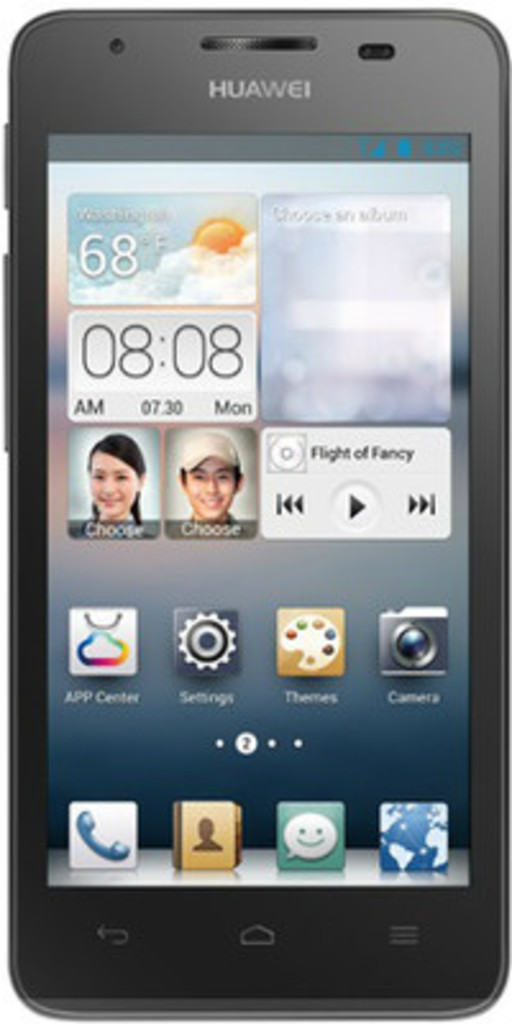 HUAWEI
Washington
68°F
Choose an album
08:08
AM 07.30 Mon
Choose
Choose
Flight of Fancy
APP Center
Settings
Themes
Camera
2